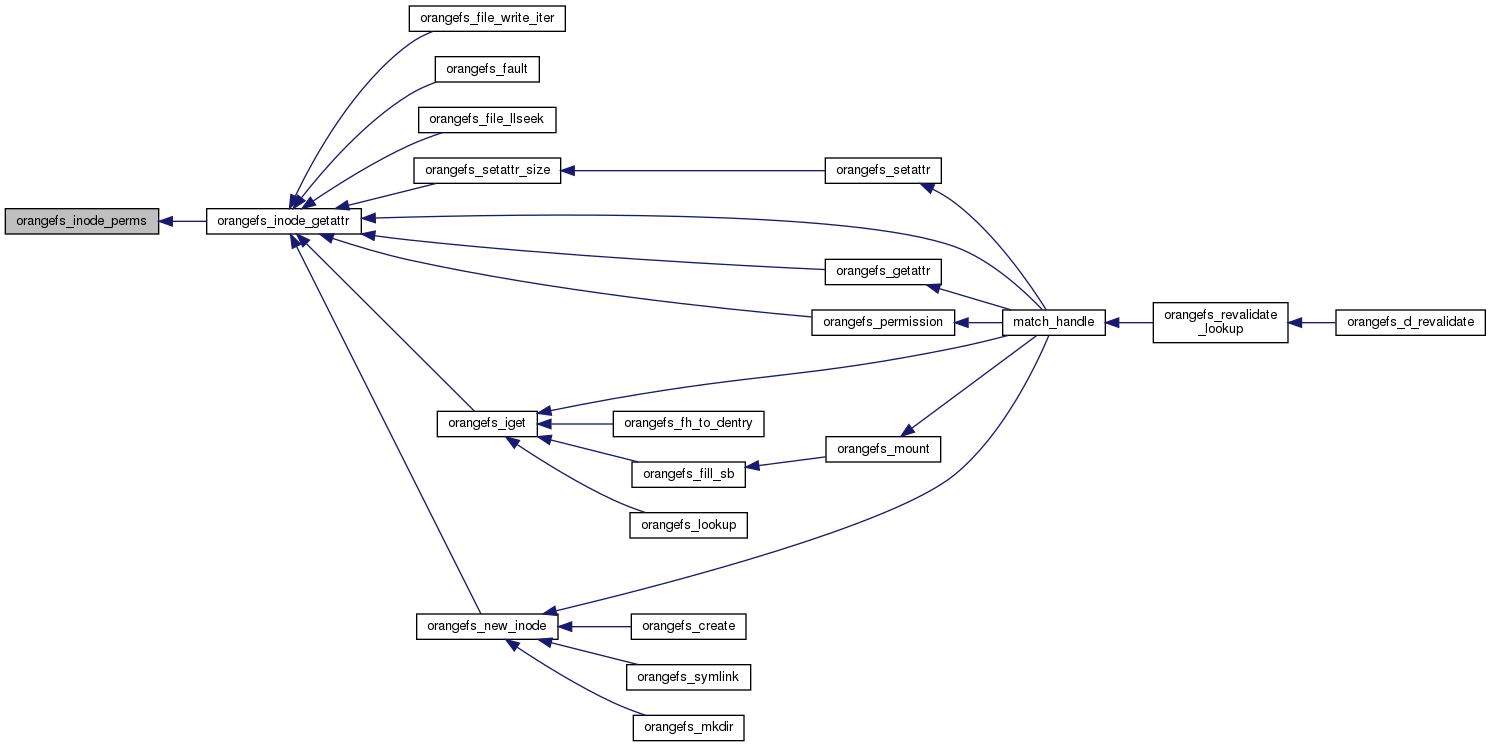 orangefs_file_write_iter
orangefs_fault
orangefs_file_llseek
orangefs_setattr_size
orangefs_setattr
orangefs_inode_perms
orangefs_inode_getattr
orangefs_getattr
orangefs_permission
match_handle
orangefs_revalidate
_lookup
orangefs_d_revalidate
orangefs_iget
orangefs_fh_to_dentry
orangefs_mount
orangefs_fill_sb
orangefs_lookup
orangefs_new_inode
orangefs_create
orangefs_symlink
orangefs_mkdir